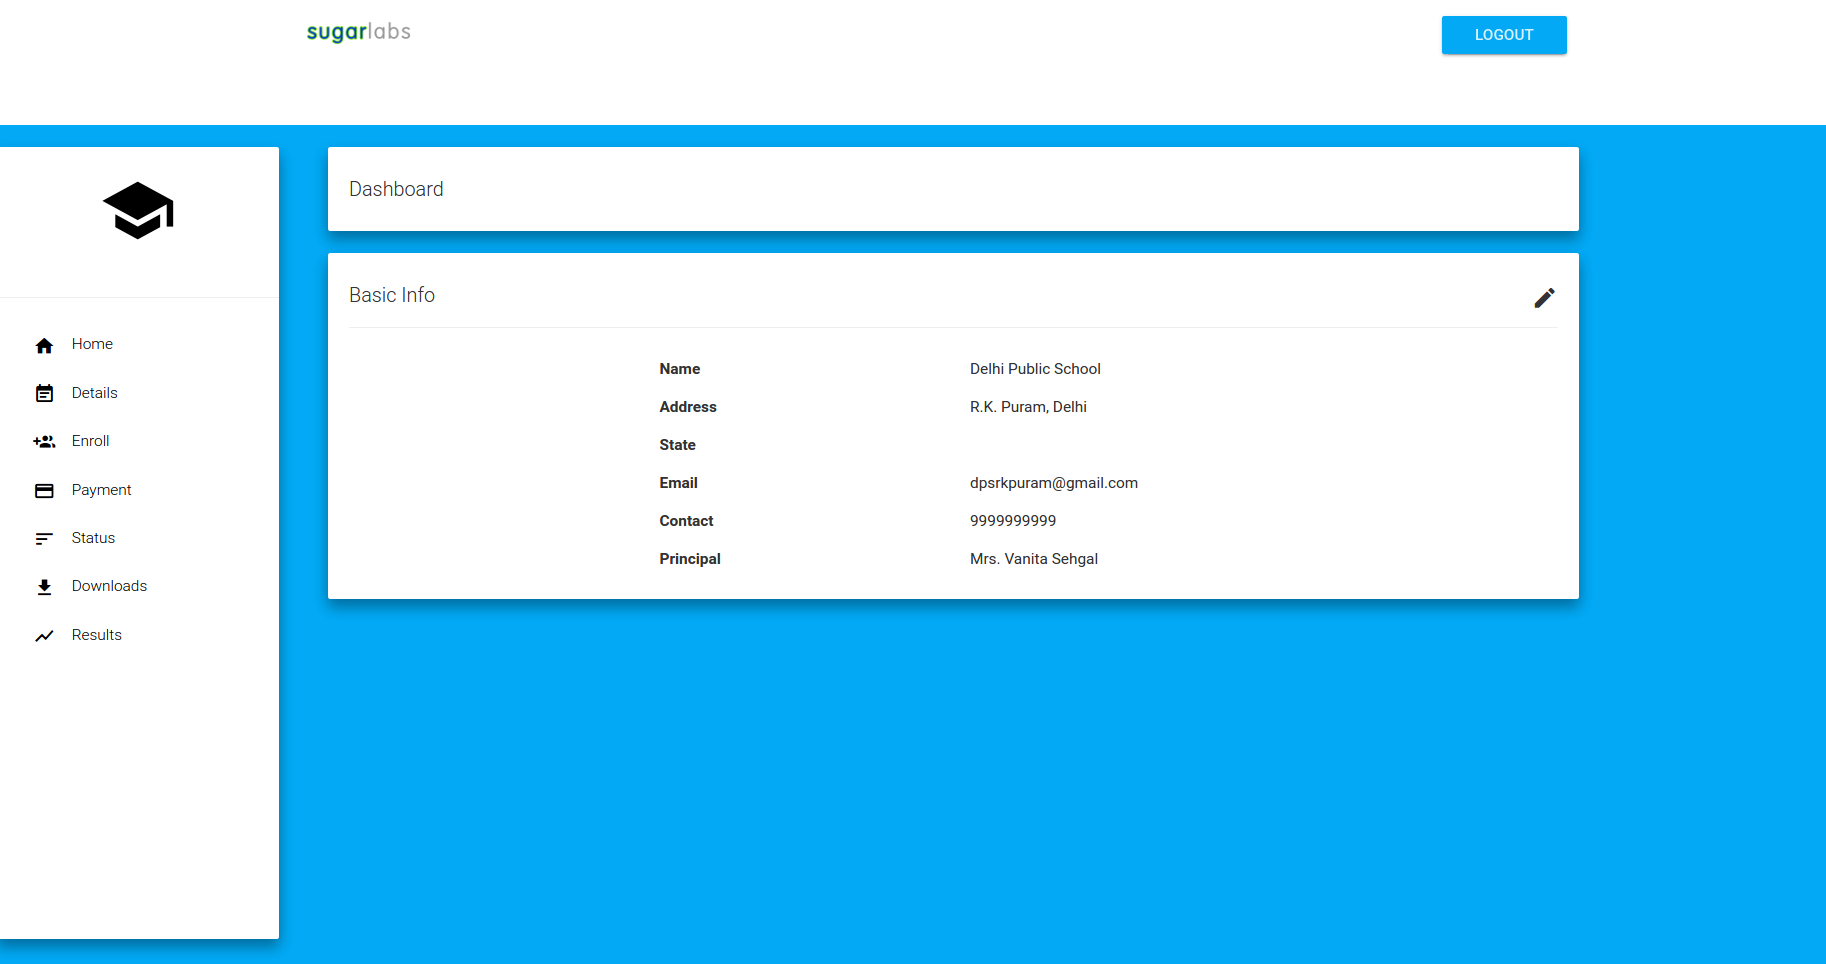 sugarlabs
LOGOUT
Dashboard
Basic Info
Home
Details
Enroll
Payment
Status
Downloads
Results
Name Delhi Public School
Address R.K. Puram, Delhi
State
Email dpsrkpuram@gmail.com
Contact 9999999999
Principal Mrs. Vanita Sehgal